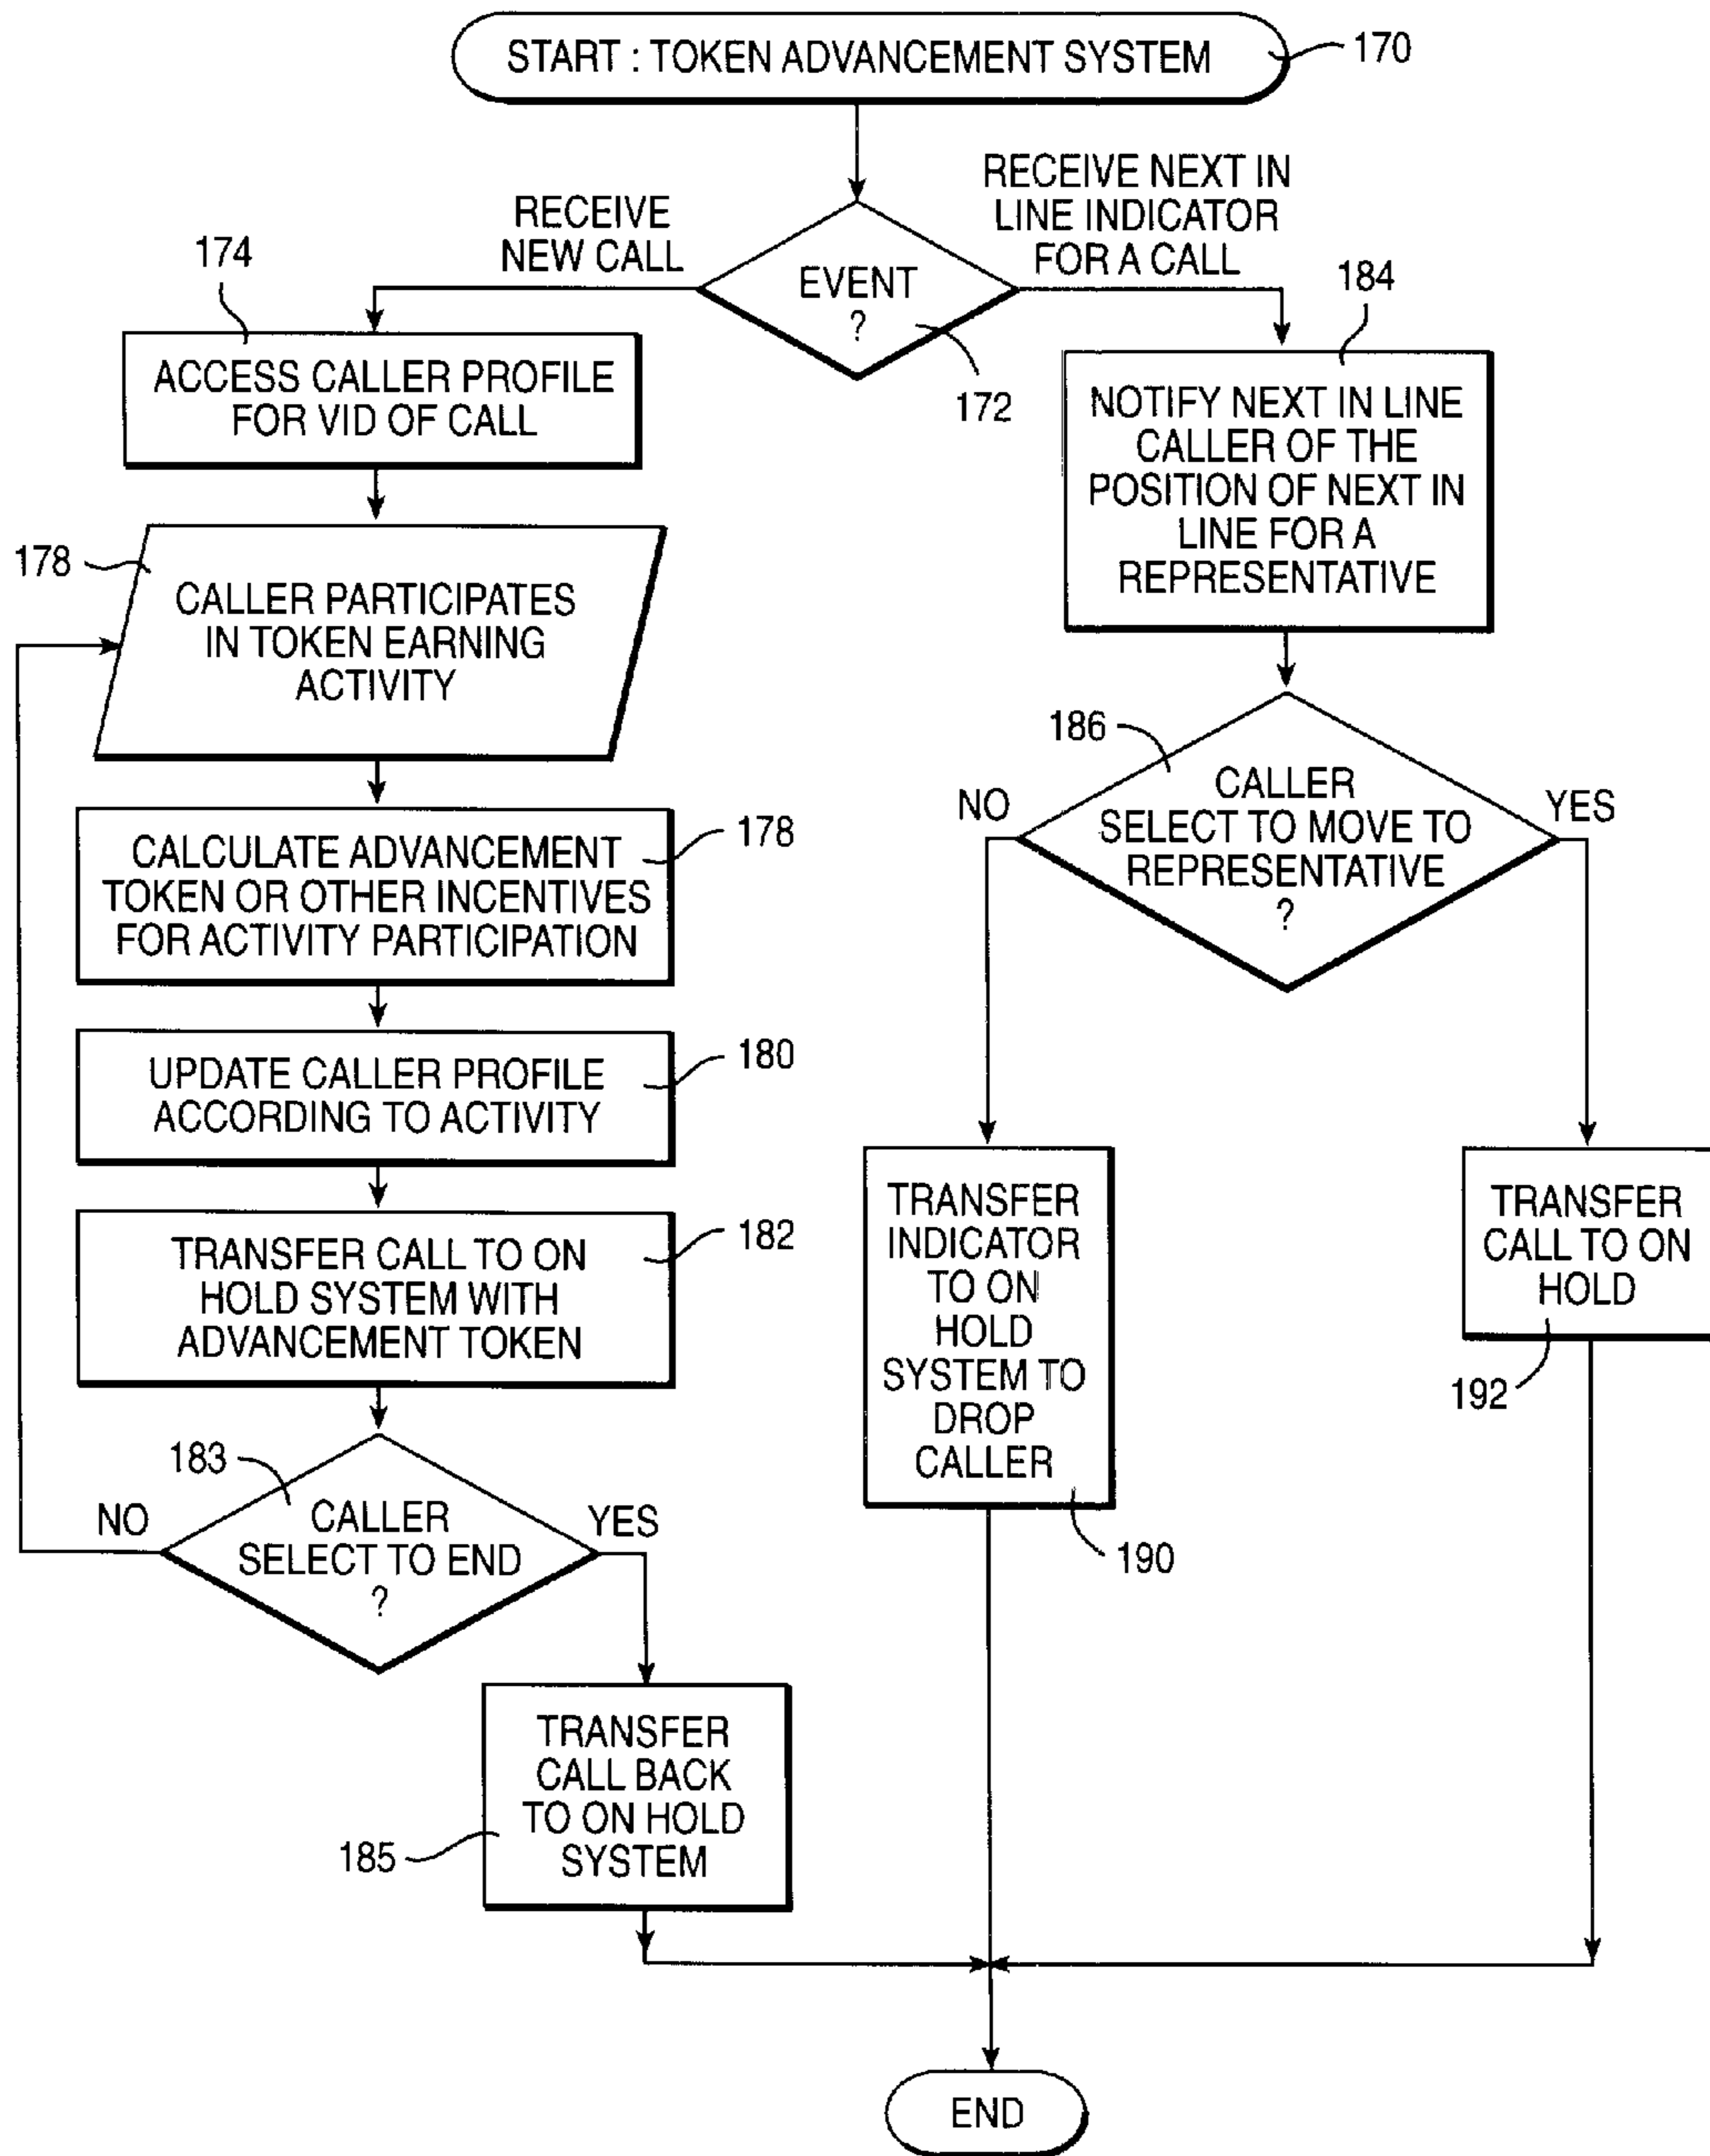 START : TOKEN ADVANCEMENT SYSTEM
170
RECEIVE
NEW CALL
RECEIVE NEXT IN
LINE INDICATOR
FOR A CALL
EVENT
?
172
174
ACCESS CALLER PROFILE
FOR VID OF CALL
184
NOTIFY NEXT IN LINE
CALLER OF THE
POSITION OF NEXT IN
LINE FOR A
REPRESENTATIVE
178
CALLER PARTICIPATES
IN TOKEN EARNING
ACTIVITY
186
CALLER
SELECT TO MOVE TO
REPRESENTATIVE
?
NO
YES
178
CALCULATE ADVANCEMENT
TOKEN OR OTHER INCENTIVES
FOR ACTIVITY PARTICIPATION
180
UPDATE CALLER PROFILE
ACCORDING TO ACTIVITY
182
TRANSFER CALL TO ON
HOLD SYSTEM WITH
ADVANCEMENT TOKEN
TRANSFER
INDICATOR
TO ON
HOLD
SYSTEM TO
DROP
CALLER
190
TRANSFER
CALL TO ON
HOLD
192
183
CALLER
SELECT TO END
?
NO
YES
TRANSFER
CALL BACK
TO ON HOLD
SYSTEM
185
END